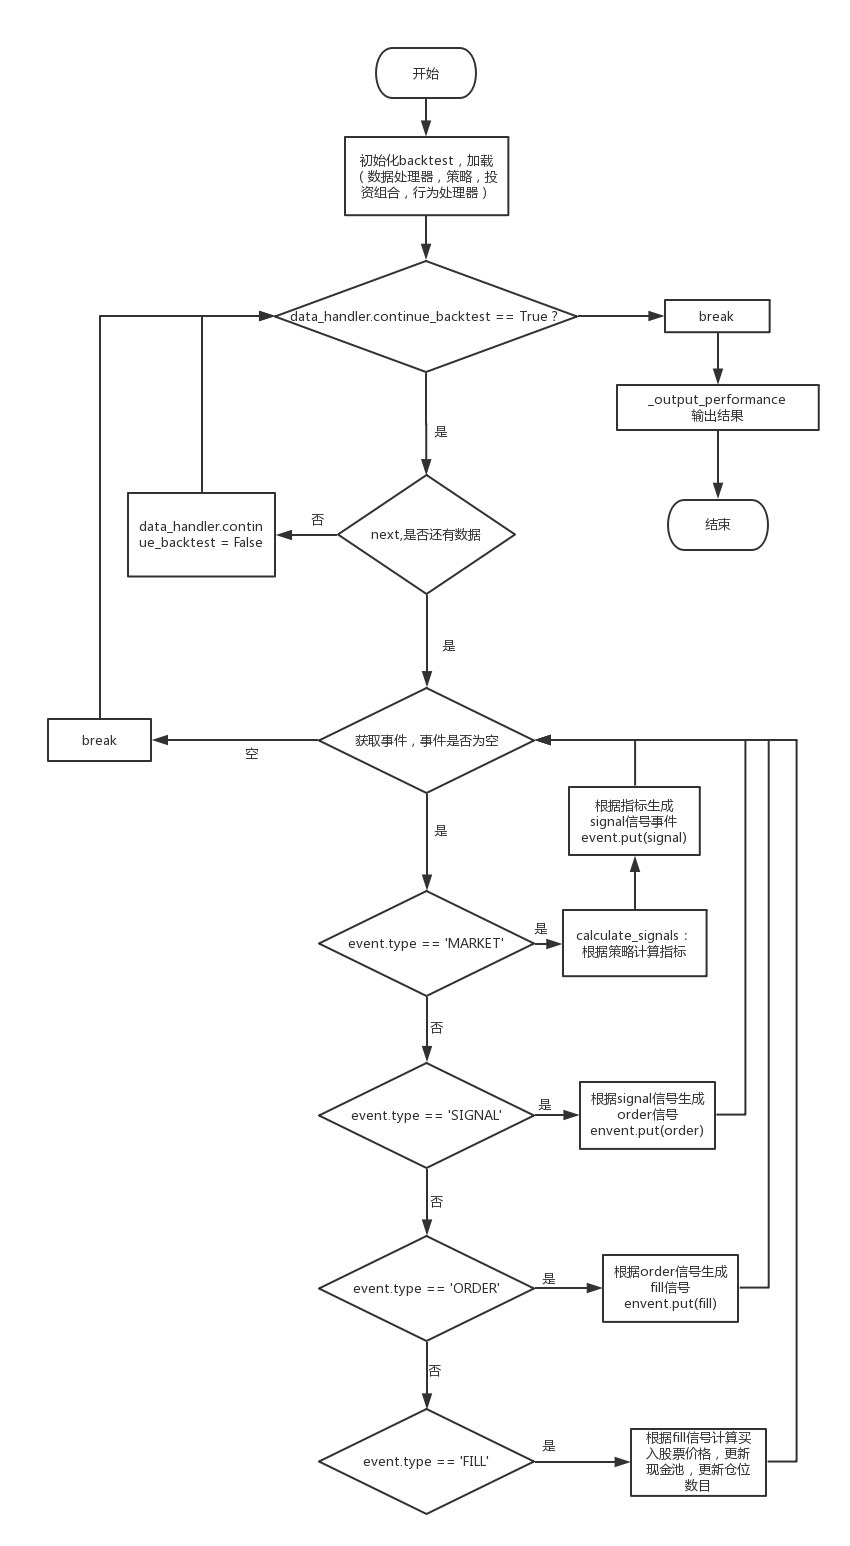 开始
初始化backtest，加载
（数据处理器，策略，投
资组合，行为处理器）
data_handler.continue_backtest == True？
break
_output_performance
输出结果
是
结束
否
data_handler.contin
ue_backtest = False
next,是否还有数据
是
break
空
获取事件，事件是否为空
根据指标生成
signal信号事件
event.put(signal)
是
是
event.type == 'MARKET'
calculate_signals：
根据策略计算指标
否
是
event.type == 'SIGNAL'
根据signal信号生成
order信号
envent.put(order)
否
是
event.type == 'ORDER'
根据order信号生成
fill信号
envent.put(fill)
否
是
event.type == 'FILL'
根据fill信号计算买
入股票价格，更新
现金池，更新仓位
数目